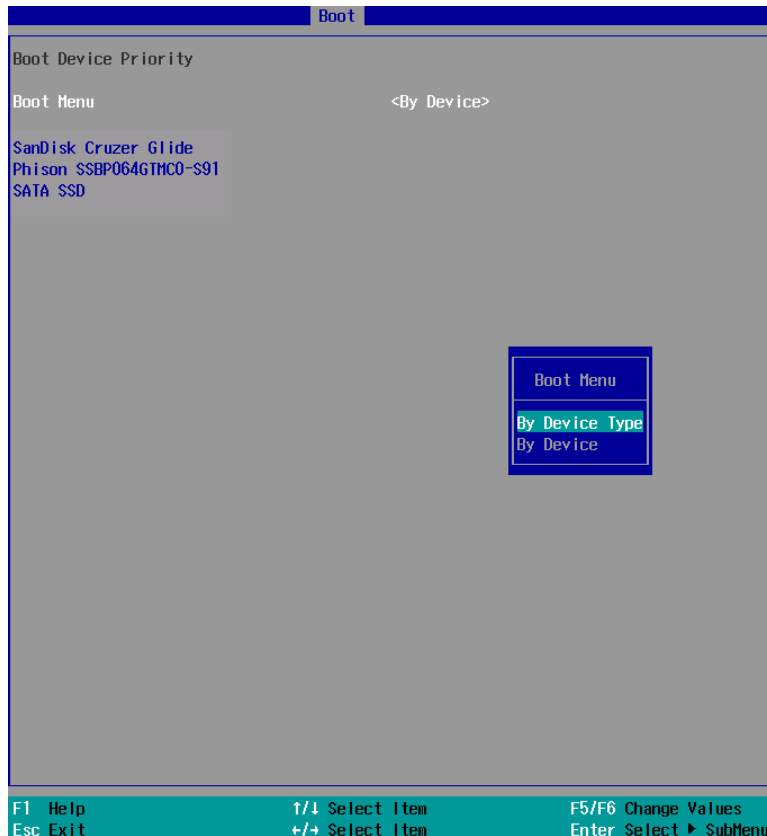 Boot
Boot Device Priority
Boot Menu <By Device>
SanDisk Cruzer Glide
Phison SSBP064GTMC0-S91
SATA SSD
Boot Menu
By Device Type
By Device
F1 Help ↑/↓ Select Item F5/F6 Change Values
Esc Exit ←/→ Select Item Enter Select ▶ SubMenu